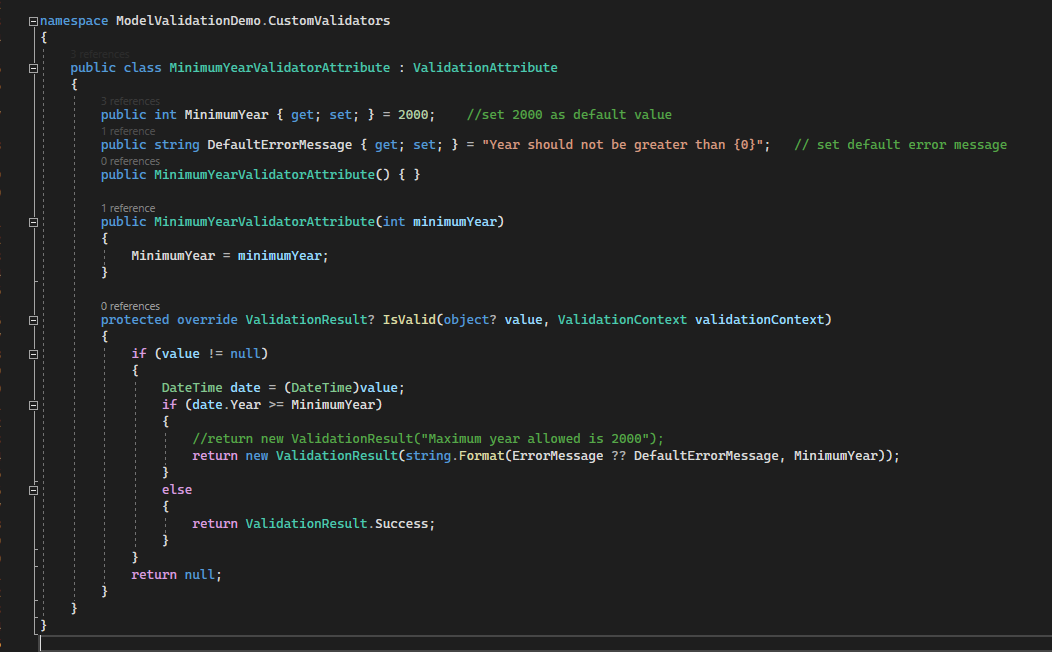 namespace ModelValidationDemo.CustomValidators
{
3 references
public class MinimumYearValidatorAttribute : ValidationAttribute
{
3 references
public int MinimumYear { get; set; } = 2000;    //set 2000 as default value
1 reference
public string DefaultErrorMessage { get; set; } = "Year should not be greater than {0}";   // set default error message
0 references
public MinimumYearValidatorAttribute() { }
1 reference
public MinimumYearValidatorAttribute(int minimumYear)
{
MinimumYear = minimumYear;
}
0 references
protected override ValidationResult? IsValid(object? value, ValidationContext validationContext)
{
if (value != null)
{
DateTime date = (DateTime)value;
if (date.Year >= MinimumYear)
{
//return new ValidationResult("Maximum year allowed is 2000");
return new ValidationResult(string.Format(ErrorMessage ?? DefaultErrorMessage, MinimumYear));
}
else
{
return ValidationResult.Success;
}
}
return null;
}
}
}